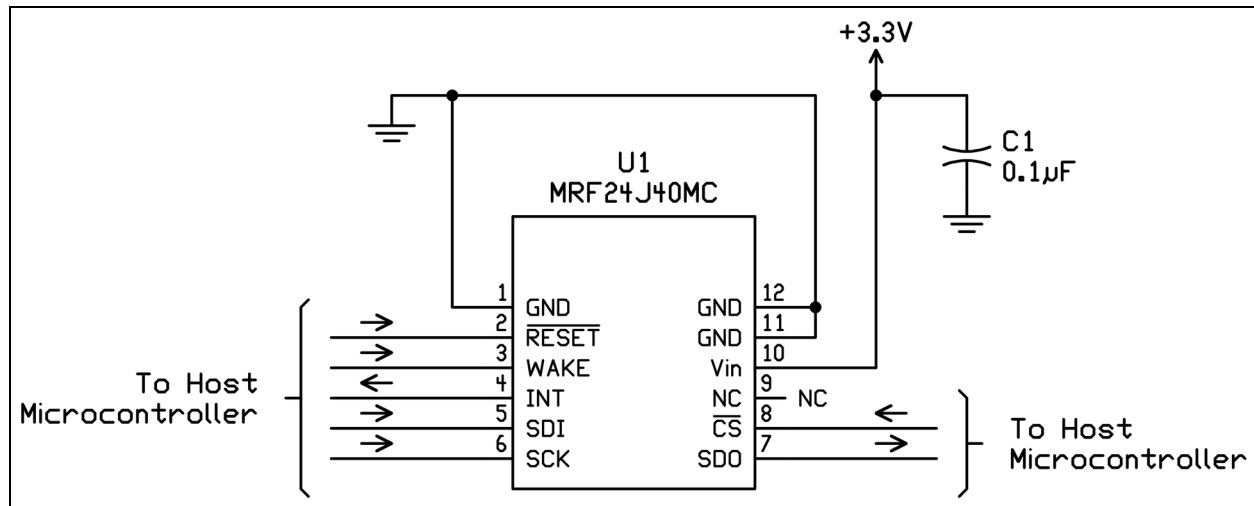 +3.3V
C1
0.1µF
U1
MRF24J40MC
1 GND
2 RESET
3 WAKE
4 INT
5 SDI
6 SCK
GND 12
GND 11
Vin 10
NC 9 NC
CS 8
SDO 7
To Host
Microcontroller
To Host
Microcontroller